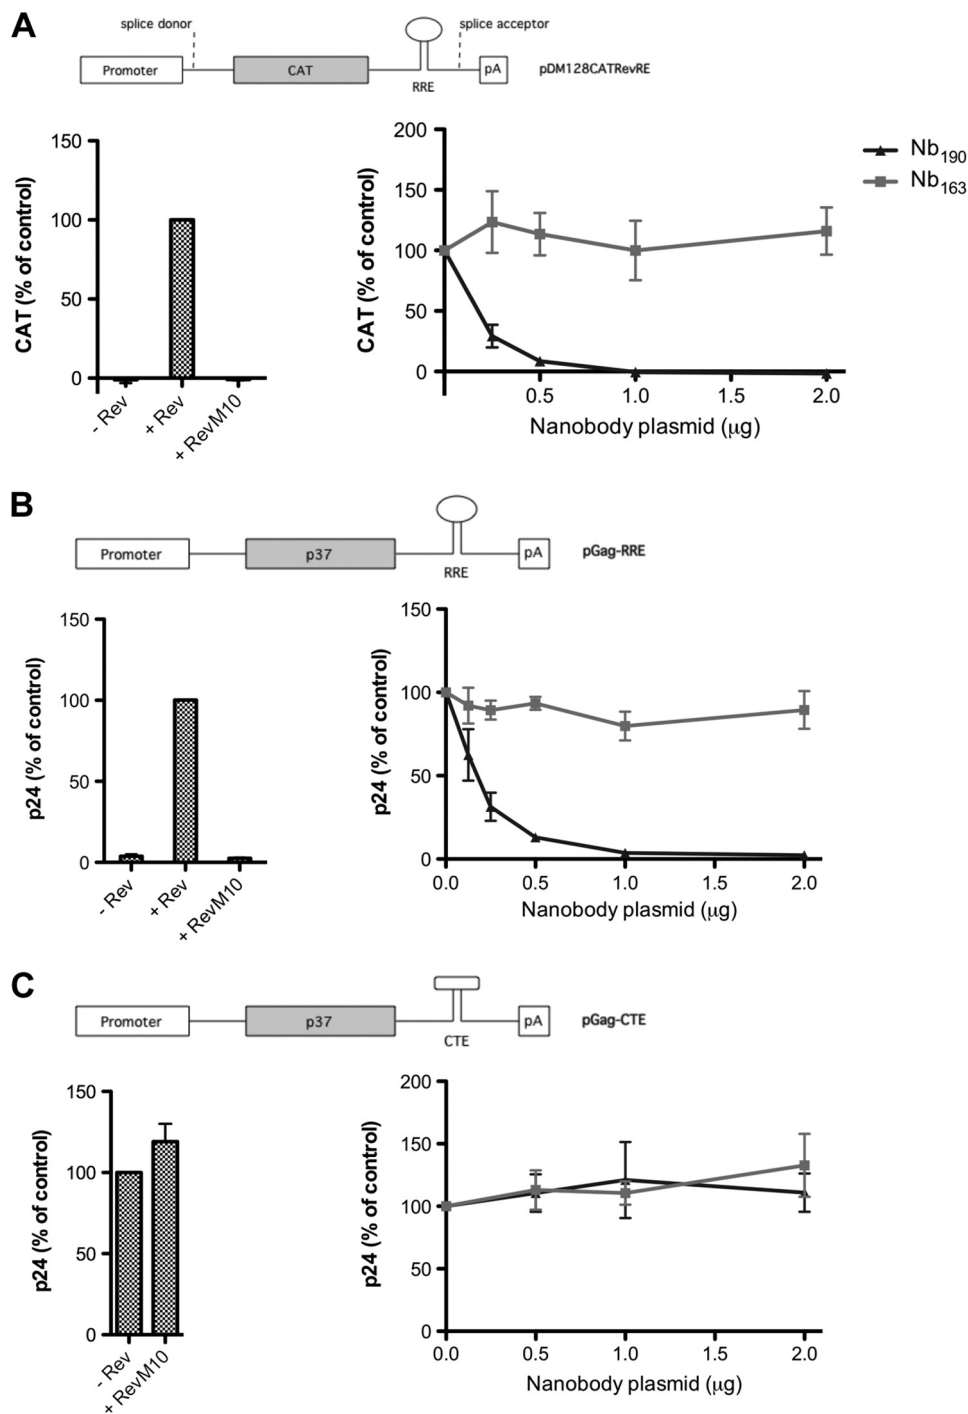 A
splice donor
splice acceptor
Promoter
CAT
RRE
pA
pDM128CATRevRE
CAT (% of control)
150
100
50
0
- Rev
+ Rev
+ RevM10
CAT (% of control)
200
150
100
50
0
0.5
1.0
1.5
2.0
Nanobody plasmid (μg)
Nb190
Nb163
B
Promoter
p37
RRE
pA
pGag-RRE
p24 (% of control)
150
100
50
0
- Rev
+ Rev
+ RevM10
p24 (% of control)
150
100
50
0
0.0
0.5
1.0
1.5
2.0
Nanobody plasmid (μg)
C
Promoter
p37
CTE
pA
pGag-CTE
p24 (% of control)
150
100
50
0
- Rev
+ RevM10
p24 (% of control)
200
150
100
50
0
0.0
0.5
1.0
1.5
2.0
Nanobody plasmid (μg)